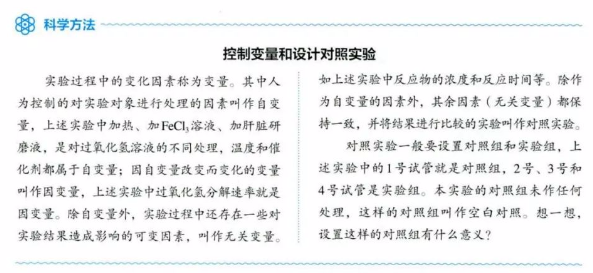 科学方法
控制变量和设计对照实验
实验过程中的变化因素称为变量。其中人
为控制的对实验对象进行处理的因素叫作自变
量，上述实验中加热、加FeCl₃溶液、加肝脏研
磨液，是对过氧化氢溶液的不同处理，温度和催
化剂都属于自变量；因自变量改变而变化的变量
叫作因变量，上述实验中过氧化氢分解速率就是
因变量。除自变量外，实验过程中还存在一些对
实验结果造成影响的可变因素，叫作无关变量。
如上述实验中反应物的浓度和反应时间等。除作
为自变量的因素外，其余因素（无关变量）都保
持一致，并将结果进行比较的实验叫作对照实验。
对照实验一般要设置对照组和实验组，上
述实验中的1号试管就是对照组，2号、3号和
4号试管是实验组。本实验的对照组未作任何
处理，这样的对照组叫作空白对照。想一想，
设置这样的对照组有什么意义？